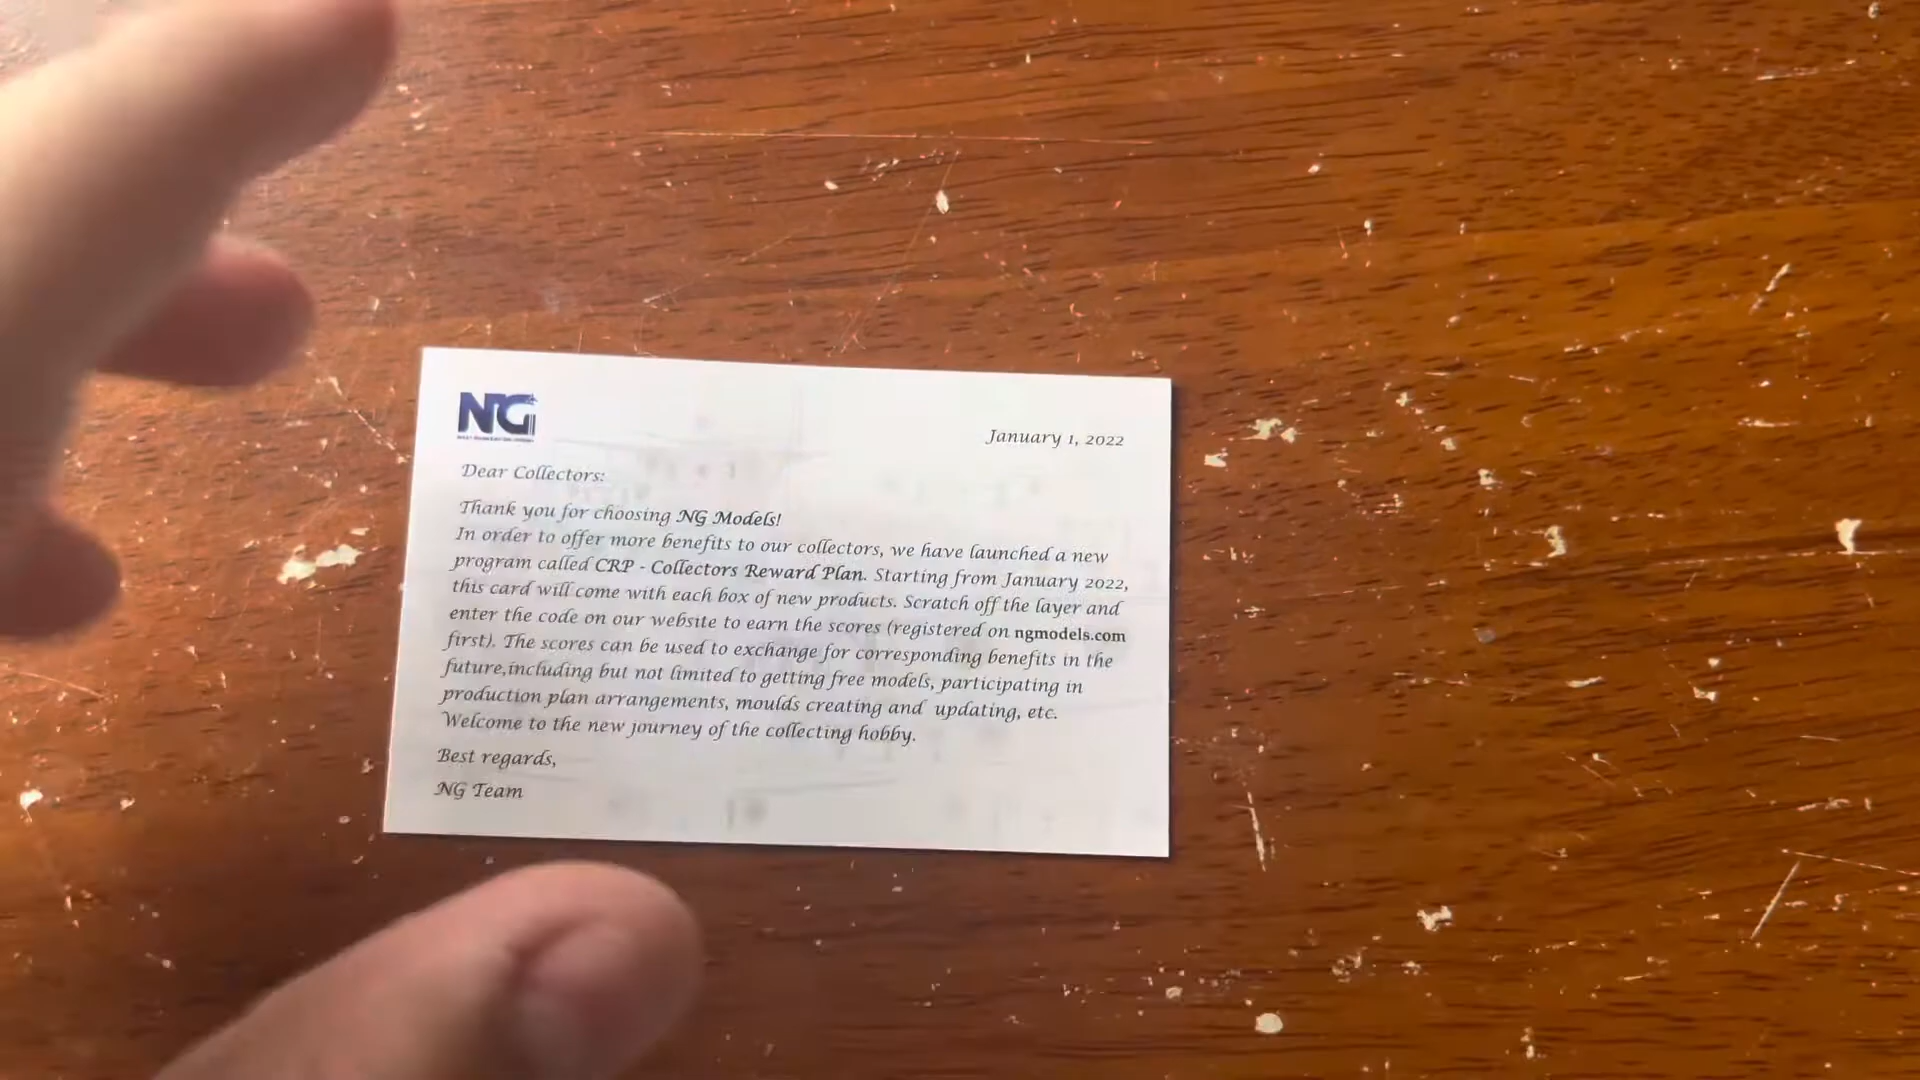 NG
January 1, 2022
Dear Collectors:
Thank you for choosing NG Models!
In order to offer more benefits to our collectors, we have launched a new
program called CRP - Collectors Reward Plan. Starting from January 2022,
this card will come with each box of new products. Scratch off the layer and
enter the code on our website to earn the scores (registered on ngmodels.com
first). The scores can be used to exchange for corresponding benefits in the
future,including but not limited to getting free models, participating in
production plan arrangements, moulds creating and updating, etc.
Welcome to the new journey of the collecting hobby.
Best regards,
NG Team